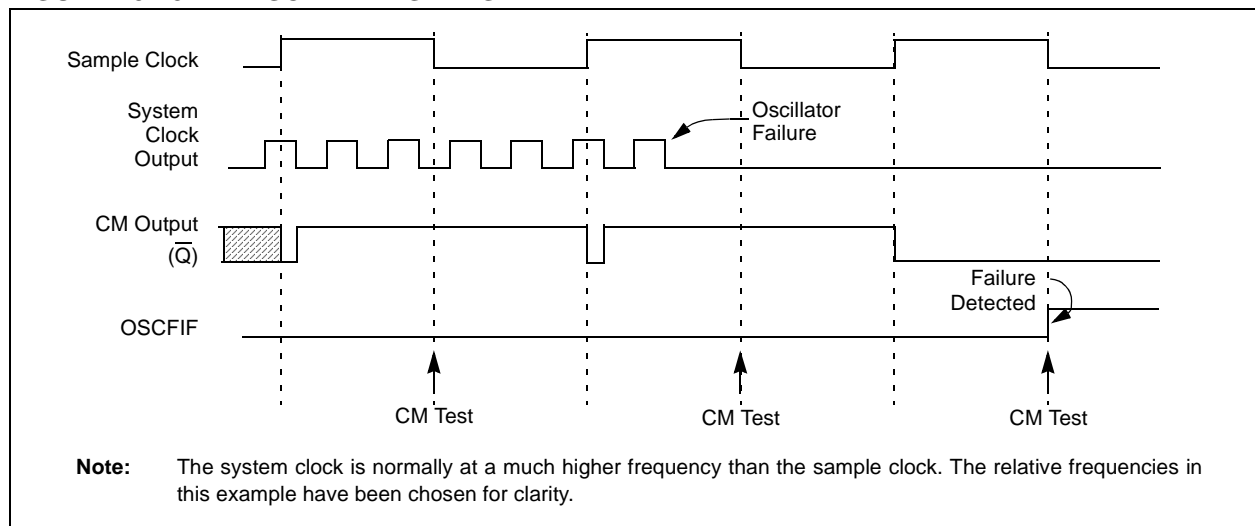 Sample Clock
System
Clock
Output
Oscillator
Failure
CM Output
(Q̅)
Failure
Detected
OSCFIF
CM Test
CM Test
CM Test
Note: The system clock is normally at a much higher frequency than the sample clock. The relative frequencies in
this example have been chosen for clarity.